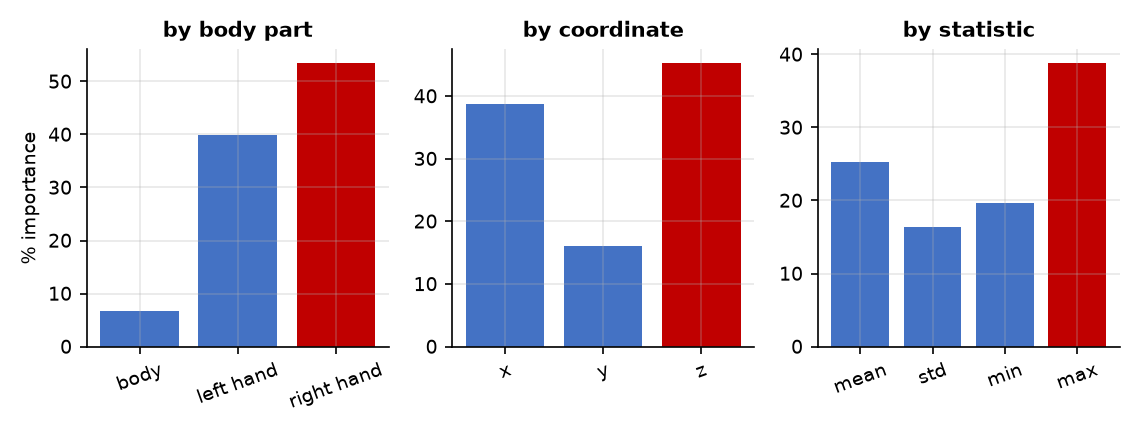 by body part
by coordinate
by statistic
% importance
50
40
30
20
10
0
body
left hand
right hand
40
30
20
10
0
x
y
z
40
30
20
10
0
mean
std
min
max